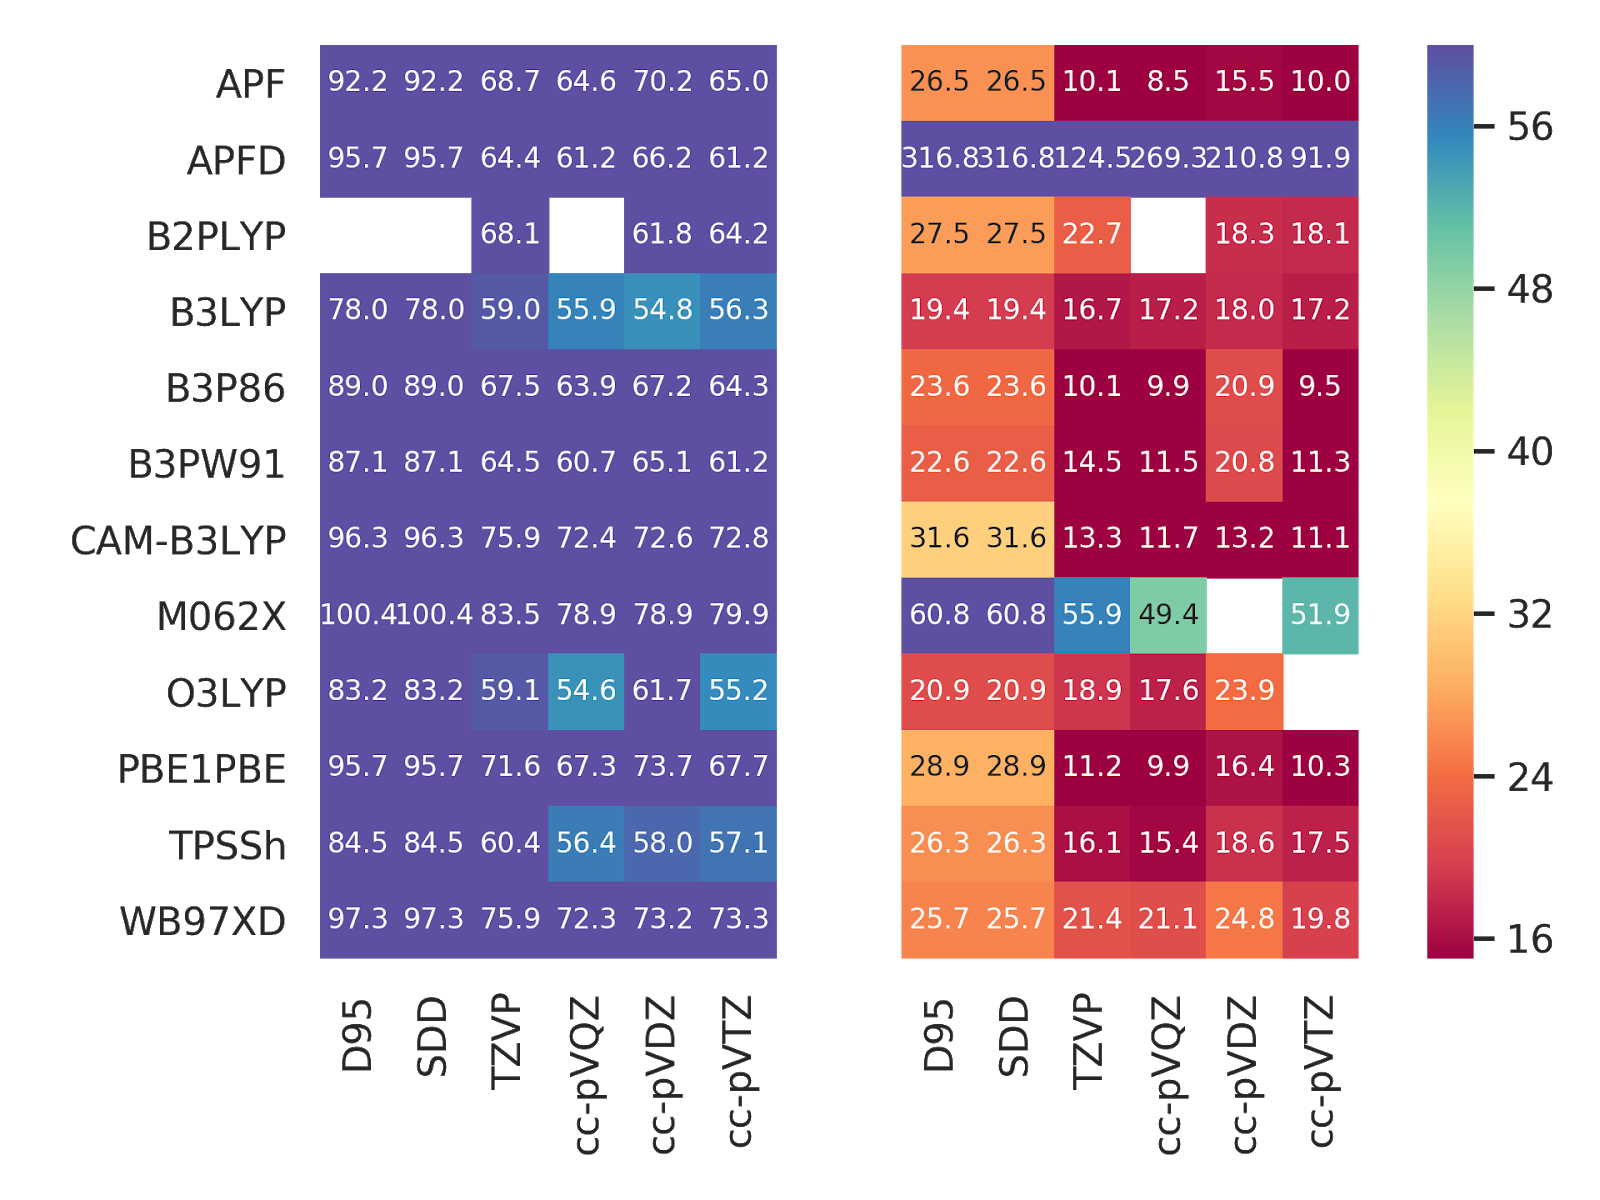 APF 92.2 92.2 68.7 64.6 70.2 65.0 26.5 26.5 10.1 8.5 15.5 10.0
56
APFD 95.7 95.7 64.4 61.2 66.2 61.2 316.8 316.8 124.5 269.3 210.8 91.9
B2PLYP 68.1 61.8 64.2 27.5 27.5 22.7 18.3 18.1
48
B3LYP 78.0 78.0 59.0 55.9 54.8 56.3 19.4 19.4 16.7 17.2 18.0 17.2
B3P86 89.0 89.0 67.5 63.9 67.2 64.3 23.6 23.6 10.1 9.9 20.9 9.5
40
B3PW91 87.1 87.1 64.5 60.7 65.1 61.2 22.6 22.6 14.5 11.5 20.8 11.3
CAM-B3LYP 96.3 96.3 75.9 72.4 72.6 72.8 31.6 31.6 13.3 11.7 13.2 11.1
M062X 100.4 100.4 83.5 78.9 78.9 79.9 60.8 60.8 55.9 49.4 51.9
32
O3LYP 83.2 83.2 59.1 54.6 61.7 55.2 20.9 20.9 18.9 17.6 23.9
PBE1PBE 95.7 95.7 71.6 67.3 73.7 67.7 28.9 28.9 11.2 9.9 16.4 10.3
24
TPSSh 84.5 84.5 60.4 56.4 58.0 57.1 26.3 26.3 16.1 15.4 18.6 17.5
WB97XD 97.3 97.3 75.9 72.3 73.2 73.3 25.7 25.7 21.4 21.1 24.8 19.8
16
D95 SDD TZVP cc-pVQZ cc-pVDZ cc-pVTZ D95 SDD TZVP cc-pVQZ cc-pVDZ cc-pVTZ